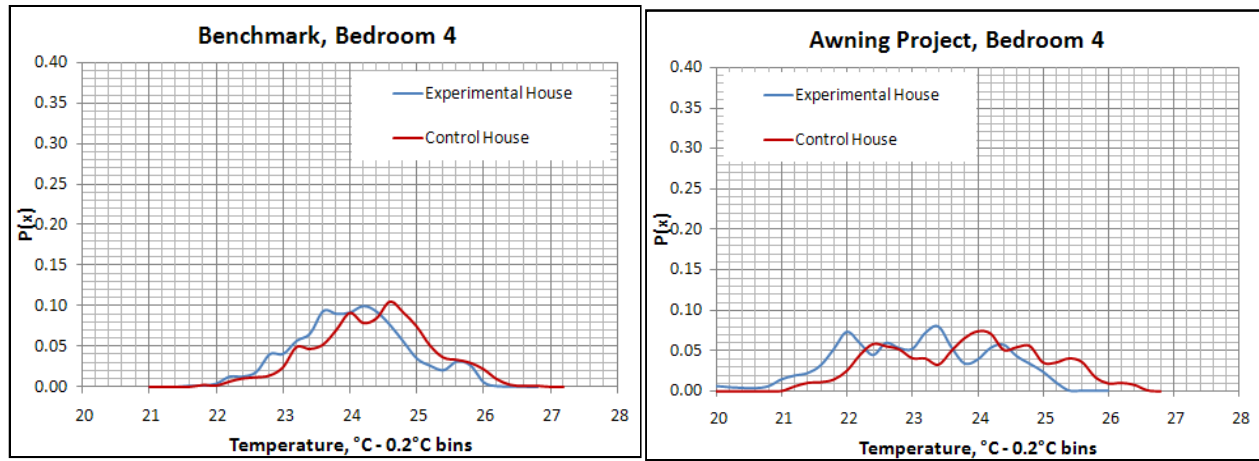 Benchmark, Bedroom 4
0.40
0.35
0.30
0.25
0.20
0.15
0.10
0.05
0.00
P(x)
Experimental House
Control House
20 21 22 23 24 25 26 27 28
Temperature, °C - 0.2°C bins
Awning Project, Bedroom 4
0.40
0.35
0.30
0.25
0.20
0.15
0.10
0.05
0.00
P(x)
Experimental House
Control House
20 21 22 23 24 25 26 27 28
Temperature, °C - 0.2°C bins